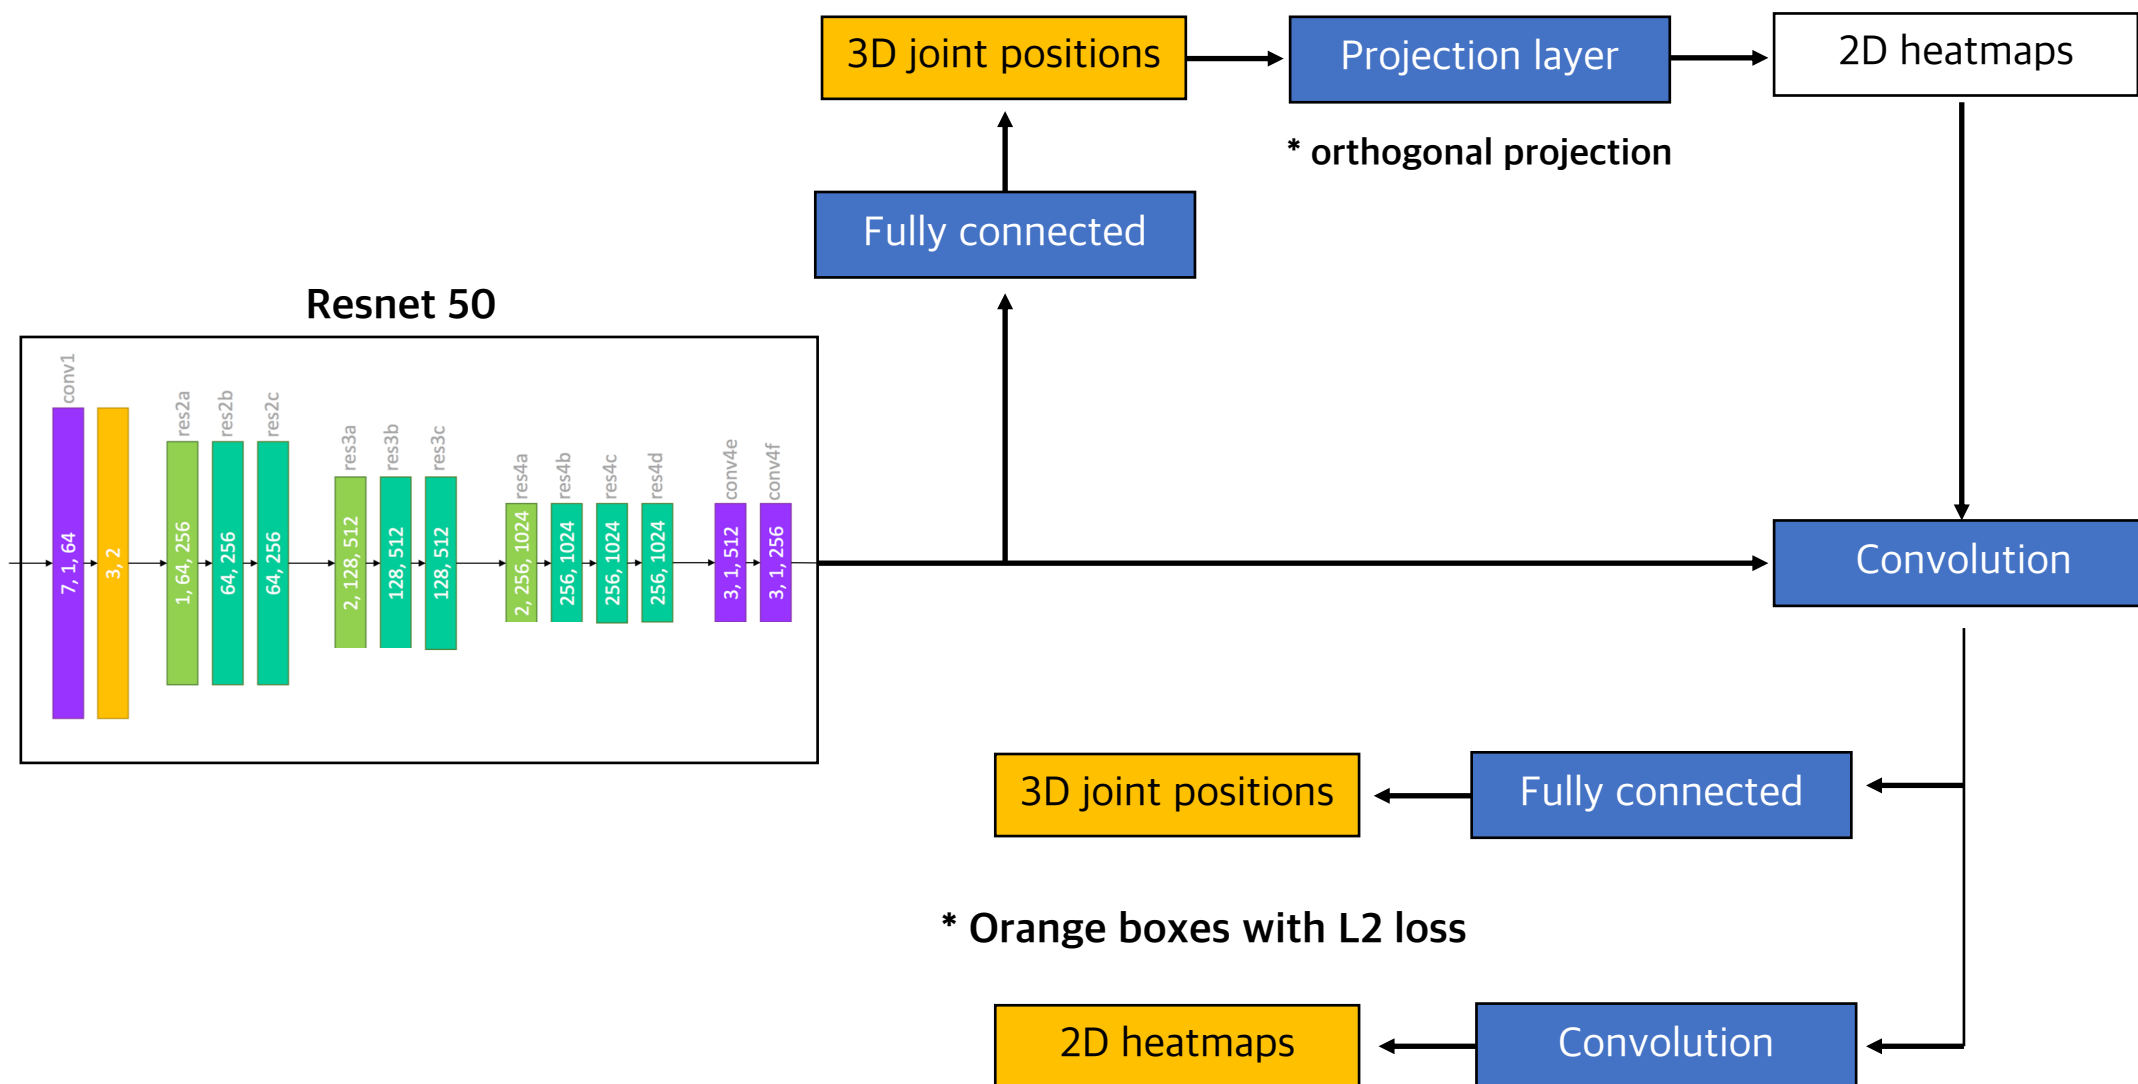 3D joint positions
Projection layer
2D heatmaps
* orthogonal projection
Fully connected
Resnet 50
conv1
res2a
res2b
res2c
res3a
res3b
res3c
res4a
res4b
res4c
res4d
conv4e
conv4f
7, 1, 64
3, 2
1, 64, 256
64, 256
64, 256
2, 128, 512
128, 512
128, 512
2, 256, 1024
256, 1024
256, 1024
256, 1024
3, 1, 512
3, 1, 256
Convolution
3D joint positions
Fully connected
* Orange boxes with L2 loss
2D heatmaps
Convolution